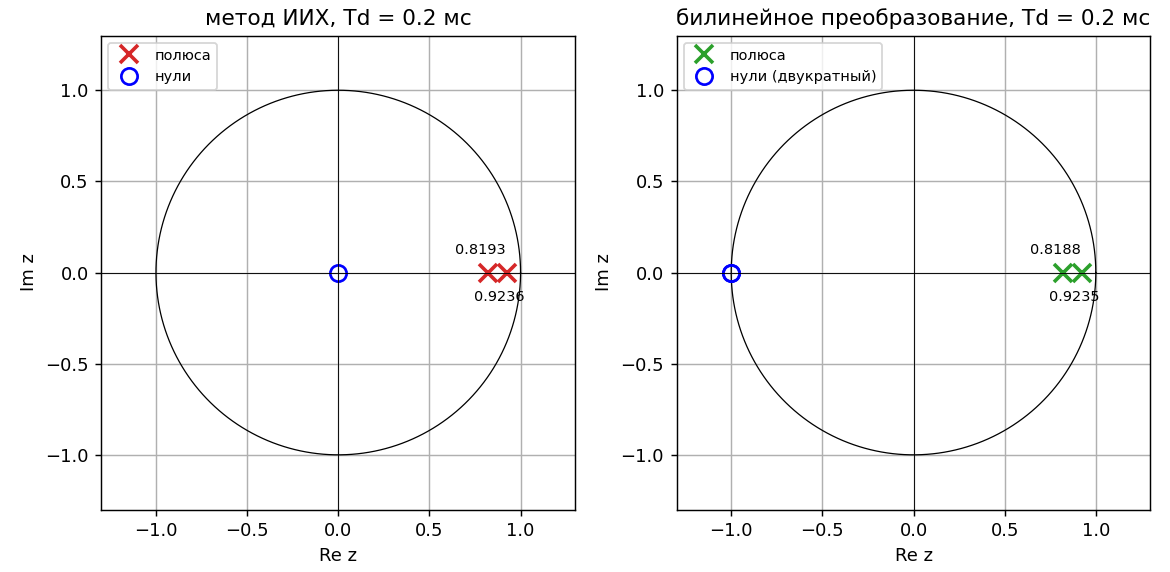 метод ИИХ, Td = 0.2 мс
полюса
нули
1.0
0.5
0.0
−0.5
−1.0
Im z
0.8193
0.9236
−1.0
−0.5
0.0
0.5
1.0
Re z
билинейное преобразование, Td = 0.2 мс
полюса
нули (двукратный)
1.0
0.5
0.0
−0.5
−1.0
Im z
0.8188
0.9235
−1.0
−0.5
0.0
0.5
1.0
Re z